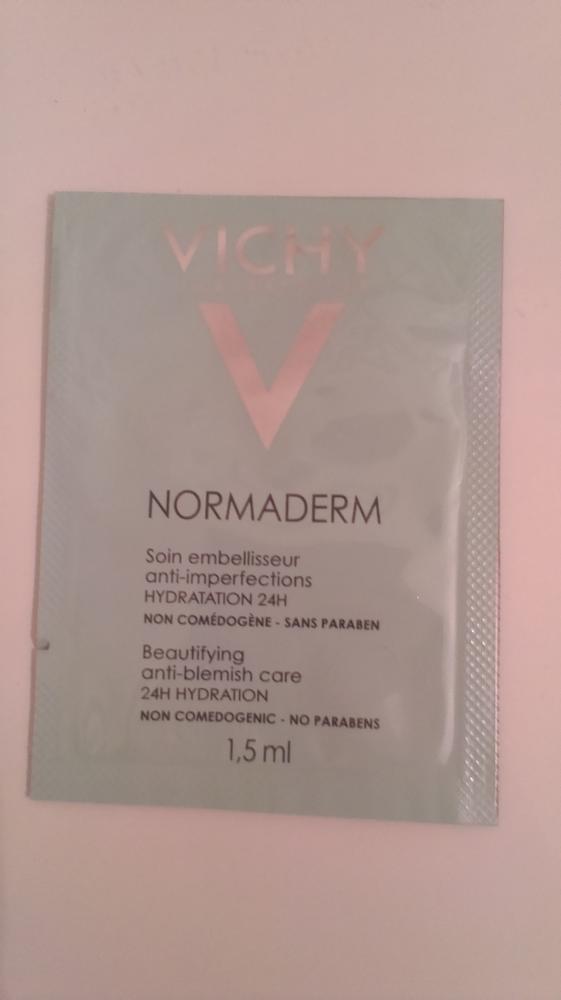 VICHY
V
NORMADERM
Soin embellisseur
anti-imperfections
HYDRATATION 24H
NON COMÉDOGÈNE - SANS PARABEN
Beautifying
anti-blemish care
24H HYDRATION
NON COMEDOGENIC - NO PARABENS
1,5 ml